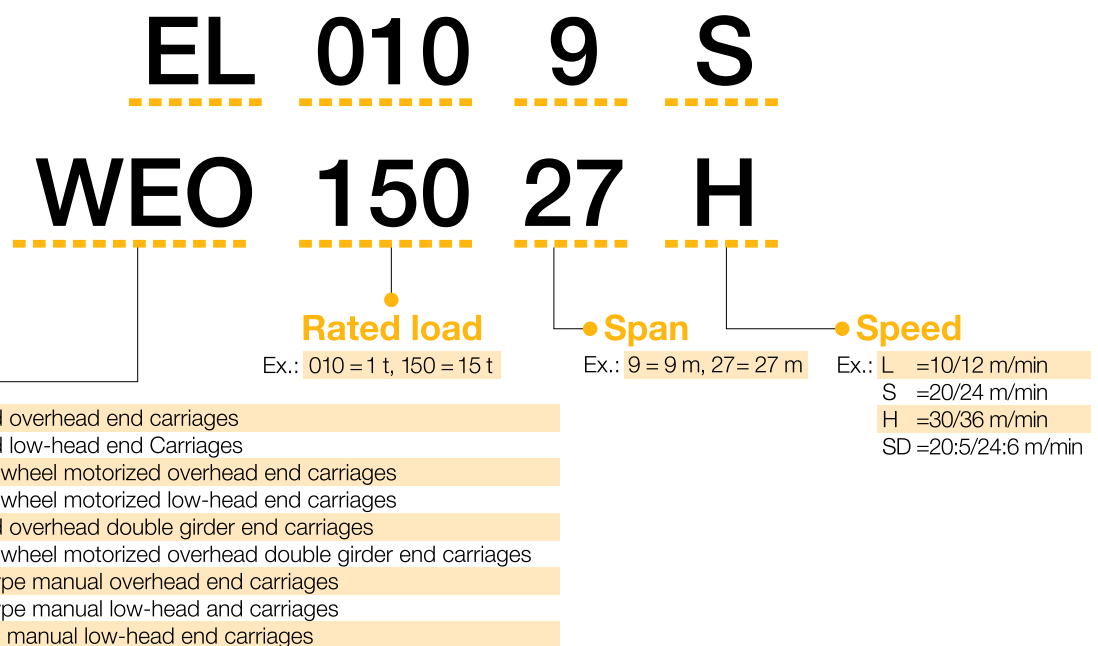 EL 010 9 S
WEO 150 27 H
Rated load Span Speed
Ex.: 010 = 1 t, 150 = 15 t Ex.: 9 = 9 m, 27= 27 m Ex.: L =10/12 m/min
S =20/24 m/min
H =30/36 m/min
SD =20:5/24:6 m/min
overhead end carriages
low-head end Carriages
wheel motorized overhead end carriages
wheel motorized low-head end carriages
overhead double girder end carriages
wheel motorized overhead double girder end carriages
manual overhead end carriages
manual low-head and carriages
manual low-head end carriages